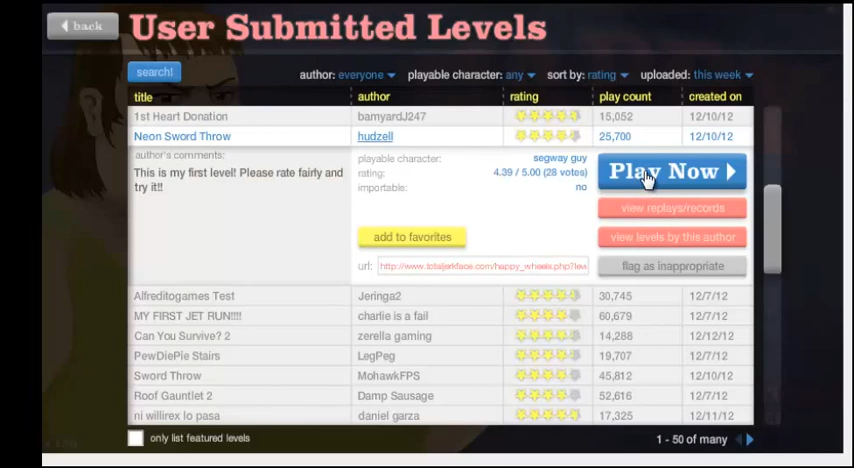 back
User Submitted Levels
search!
author: everyone playable character: any sort by: rating uploaded: this week
title author rating play count created on
1st Heart Donation bamyardJ247 15,052 12/10/12
Neon Sword Throw hudzell 25,700 12/10/12
author's comments:
This is my first level! Please rate fairly and
try it!!
playable character: segway guy
rating: 4.39 / 5.00 (28 votes)
importable: no
Play Now
view replays/records
add to favorites
view levels by this author
url: http://www.totaljerkface.com/happy_wheels.php?lev
flag as inappropriate
Alfreditogames Test Jeringa2 30,745 12/7/12
MY FIRST JET RUN!!!! charlie is a fail 60,679 12/7/12
Can You Survive? 2 zerella gaming 14,288 12/12/12
PewDiePie Stairs LegPeg 19,707 12/7/12
Sword Throw MohawkFPS 45,812 12/10/12
Roof Gauntlet 2 Damp Sausage 52,616 12/7/12
ni willirex lo pasa daniel garza 17,325 12/11/12
only list featured levels
1 - 50 of many